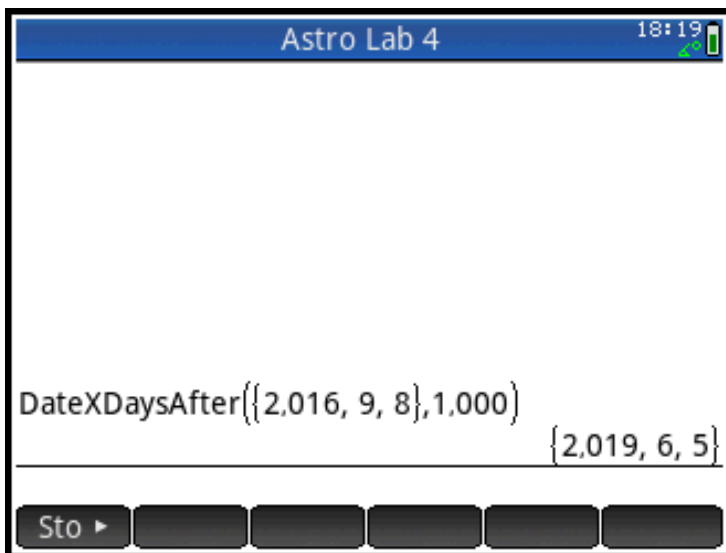 Astro Lab 4
18:19
DateXDaysAfter({2,016, 9, 8},1,000)
{2,019, 6, 5}
Sto ▸